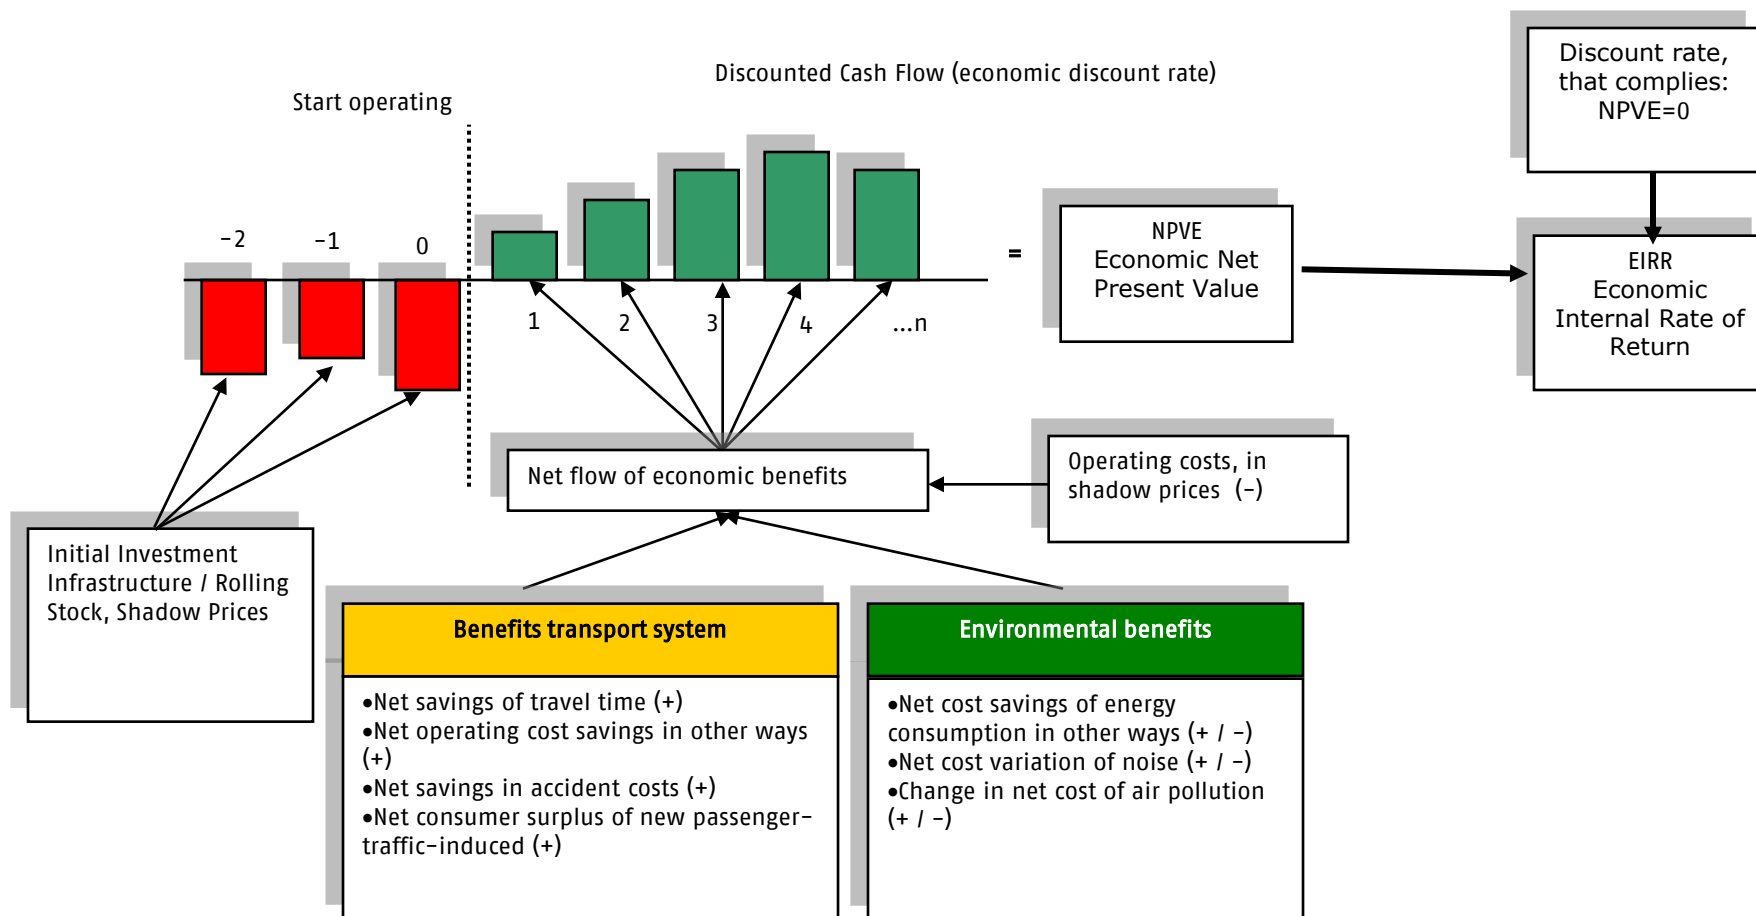 Discounted Cash Flow (economic discount rate)
Start operating
Discount rate,
that complies:
NPVE=0
-2
-1
0
=
NPVE
Economic Net
Present Value
EIRR
Economic
Internal Rate of
Return
1
2
3
4
...n
Net flow of economic benefits
Operating costs, in
shadow prices (-)
Initial Investment
Infrastructure / Rolling
Stock, Shadow Prices
Benefits transport system
•Net savings of travel time (+)
•Net operating cost savings in other ways
(+)
•Net savings in accident costs (+)
•Net consumer surplus of new passenger-
traffic-induced (+)
Environmental benefits
•Net cost savings of energy
consumption in other ways (+ / -)
•Net cost variation of noise (+ / -)
•Change in net cost of air pollution
(+ / -)